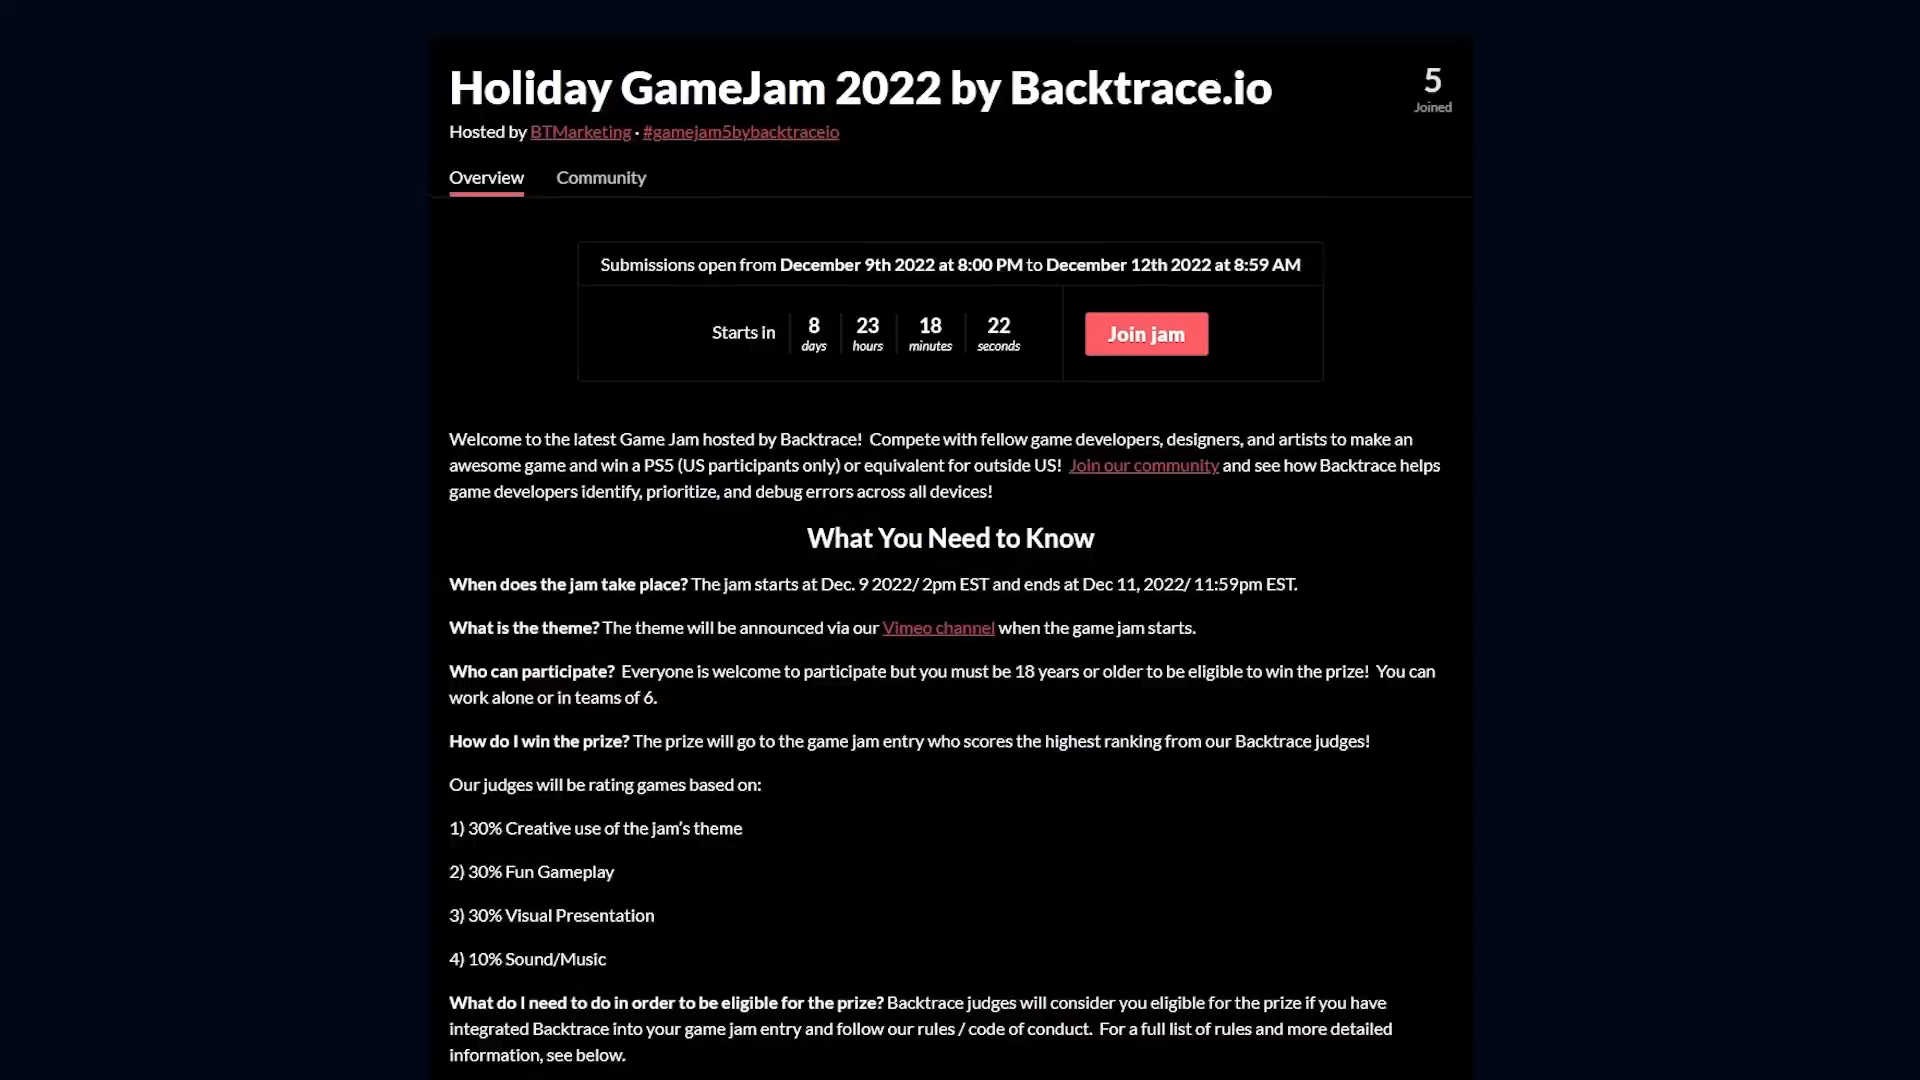 Holiday GameJam 2022 by Backtrace.io
5
Joined
Hosted by BTMarketing · #gamejam5bybacktraceio
Overview Community
Submissions open from December 9th 2022 at 8:00 PM to December 12th 2022 at 8:59 AM
Starts in 8 days 23 hours 18 minutes 22 seconds
Join jam
Welcome to the latest Game Jam hosted by Backtrace!  Compete with fellow game developers, designers, and artists to make an
awesome game and win a PS5 (US participants only) or equivalent for outside US!  Join our community and see how Backtrace helps
game developers identify, prioritize, and debug errors across all devices!
What You Need to Know
When does the jam take place? The jam starts at Dec. 9 2022/ 2pm EST and ends at Dec 11, 2022/ 11:59pm EST.
What is the theme? The theme will be announced via our Vimeo channel when the game jam starts.
Who can participate?  Everyone is welcome to participate but you must be 18 years or older to be eligible to win the prize!  You can
work alone or in teams of 6.
How do I win the prize? The prize will go to the game jam entry who scores the highest ranking from our Backtrace judges!
Our judges will be rating games based on:
1) 30% Creative use of the jam’s theme
2) 30% Fun Gameplay
3) 30% Visual Presentation
4) 10% Sound/Music
What do I need to do in order to be eligible for the prize? Backtrace judges will consider you eligible for the prize if you have
integrated Backtrace into your game jam entry and follow our rules / code of conduct.  For a full list of rules and more detailed
information, see below.